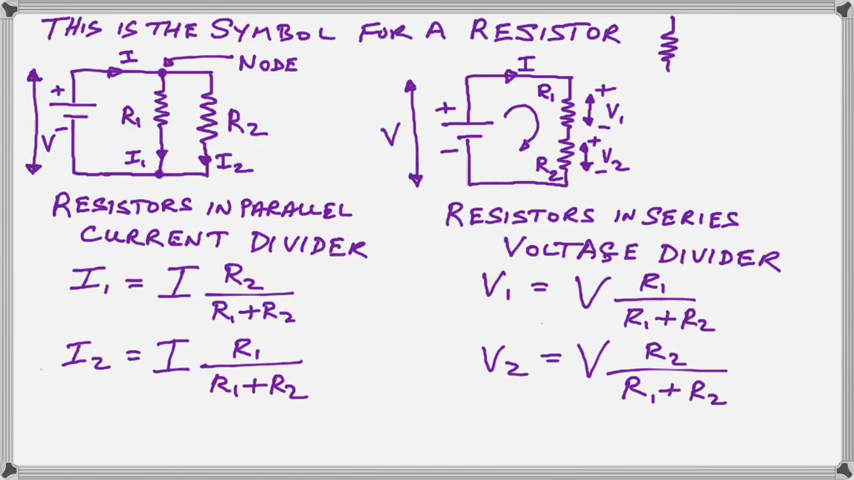 THIS IS THE SYMBOL FOR A RESISTOR
I
NODE
+
−
V
R₁
R₂
I₁
I₂
RESISTORS IN PARALLEL
CURRENT DIVIDER
I₁ = I R₂ / (R₁+R₂)
I₂ = I R₁ / (R₁+R₂)
I
+
−
V
R₁
R₂
+
V₁
−
+
V₂
−
RESISTORS IN SERIES
VOLTAGE DIVIDER
V₁ = V R₁ / (R₁+R₂)
V₂ = V R₂ / (R₁+R₂)